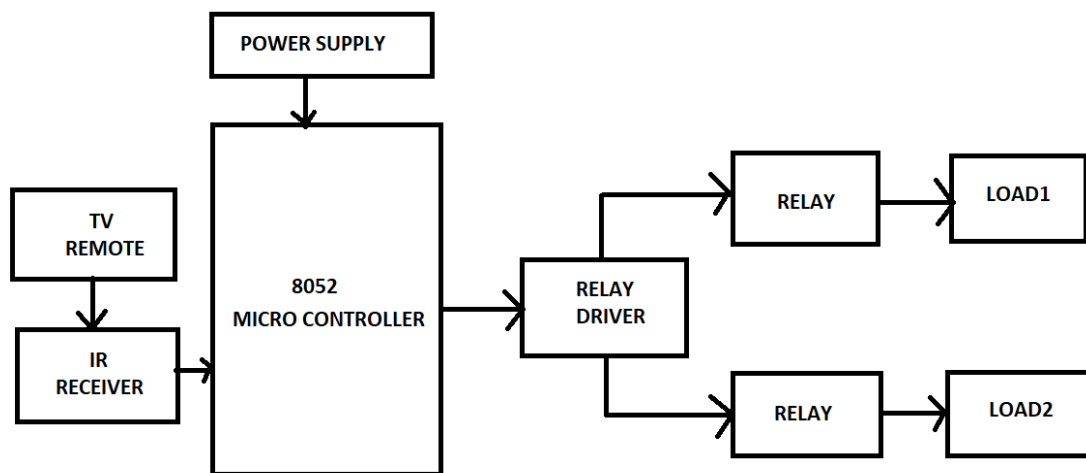 POWER SUPPLY
TV
REMOTE
IR
RECEIVER
8052
MICRO CONTROLLER
RELAY
DRIVER
RELAY
LOAD1
RELAY
LOAD2